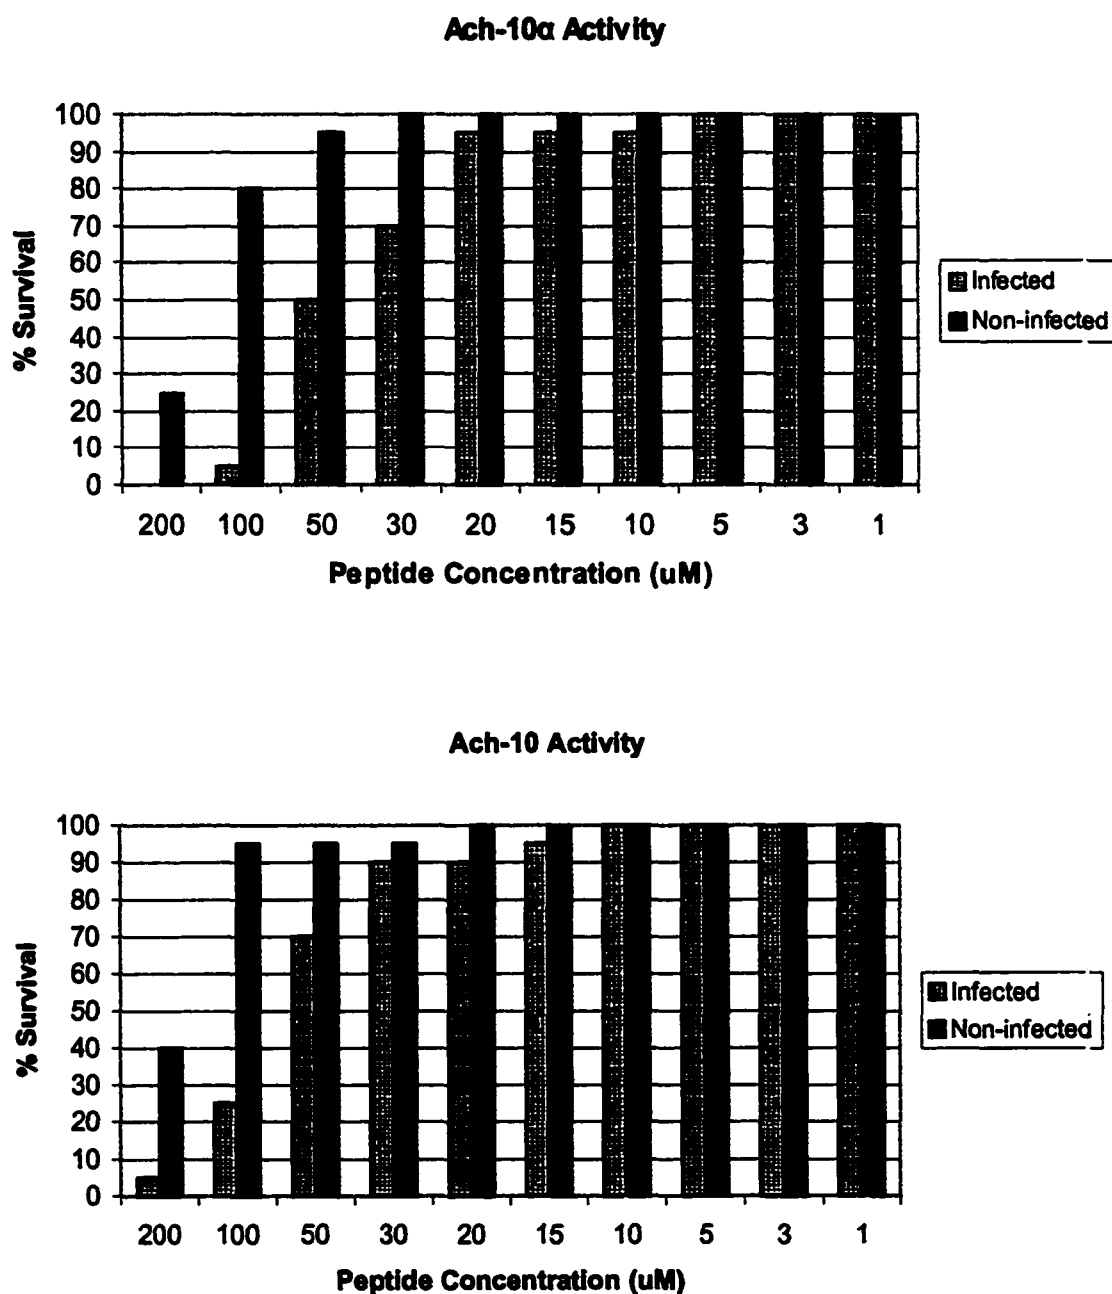 Ach-10α Activity
100
90
80
70
60
50
40
30
20
10
0
% Survival
200 100 50 30 20 15 10 5 3 1
Peptide Concentration (uM)
Infected
Non-infected
Ach-10 Activity
100
90
80
70
60
50
40
30
20
10
0
% Survival
200 100 50 30 20 15 10 5 3 1
Peptide Concentration (uM)
Infected
Non-infected